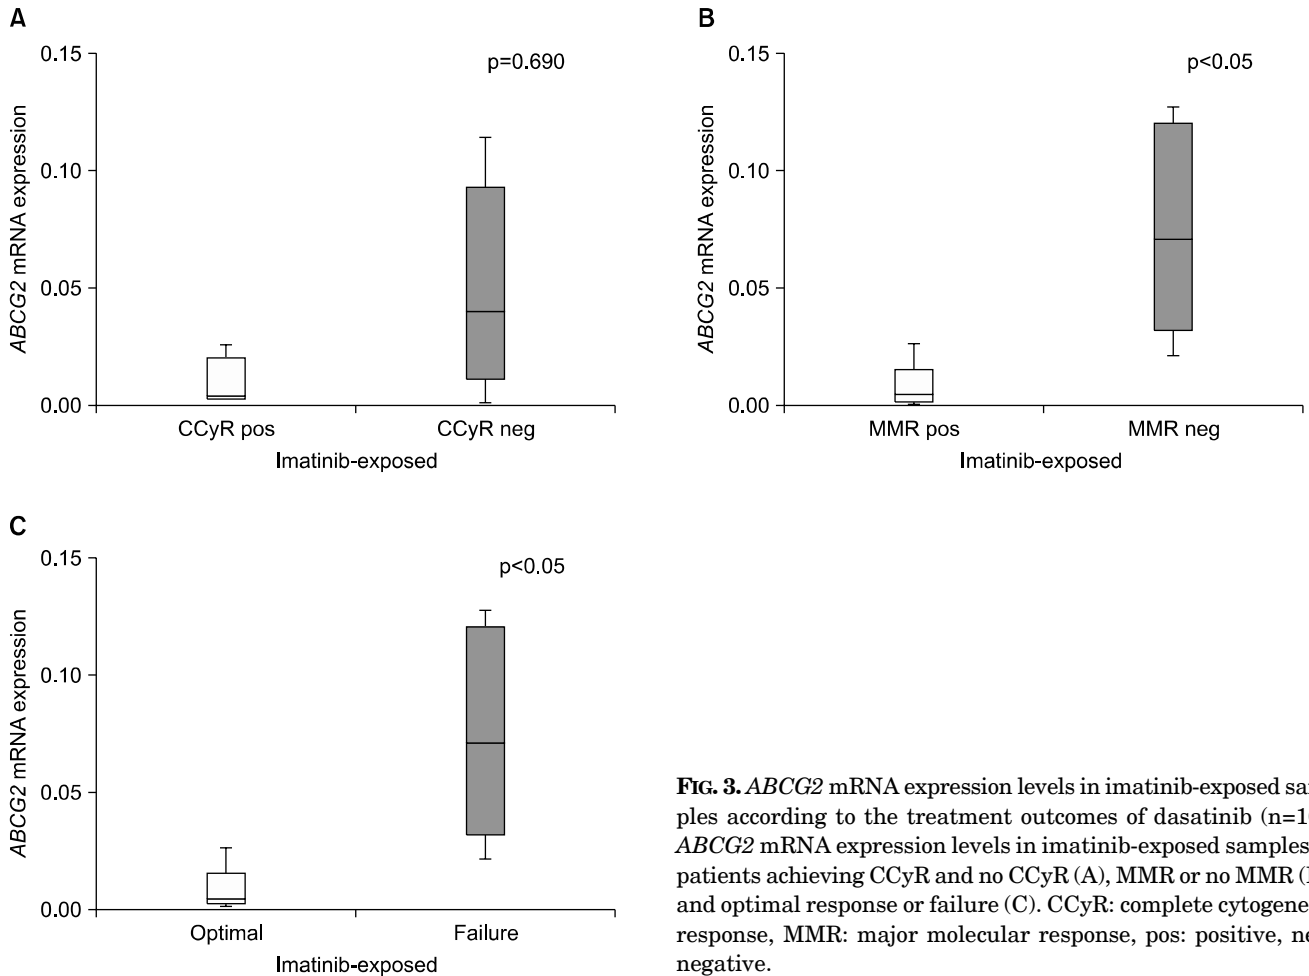 A
p=0.690
ABCG2 mRNA expression
0.15
0.10
0.05
0.00
CCyR pos
CCyR neg
Imatinib-exposed
B
p<0.05
ABCG2 mRNA expression
0.15
0.10
0.05
0.00
MMR pos
MMR neg
Imatinib-exposed
C
p<0.05
ABCG2 mRNA expression
0.15
0.10
0.05
0.00
Optimal
Failure
Imatinib-exposed
FIG. 3. ABCG2 mRNA expression levels in imatinib-exposed sam
ples according to the treatment outcomes of dasatinib (n=1
ABCG2 mRNA expression levels in imatinib-exposed samples
patients achieving CCyR and no CCyR (A), MMR or no MMR (
and optimal response or failure (C). CCyR: complete cytogene
response, MMR: major molecular response, pos: positive, ne
negative.